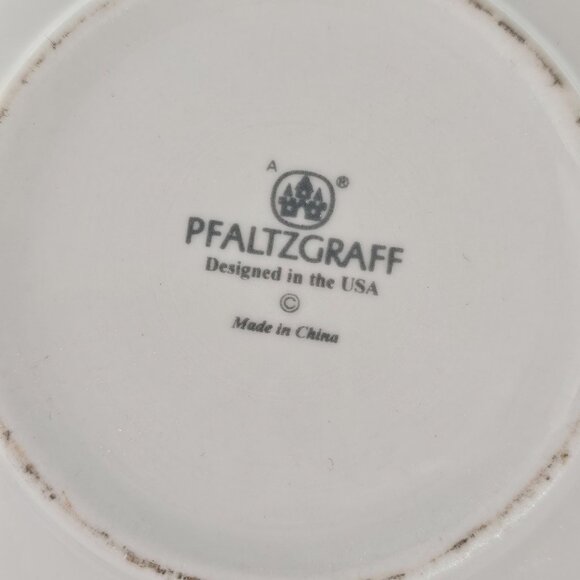 A ®
PFALTZGRAFF
Designed in the USA
©
Made in China